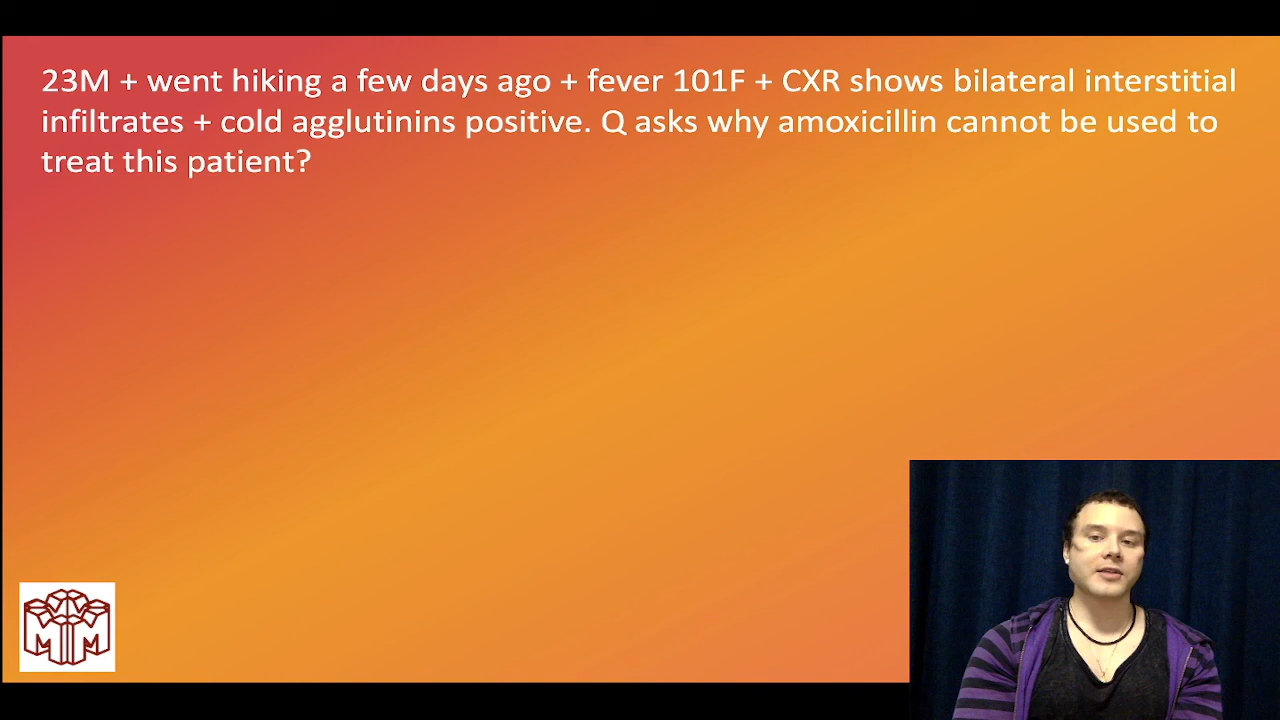 23M + went hiking a few days ago + fever 101F + CXR shows bilateral interstitial
infiltrates + cold agglutinins positive. Q asks why amoxicillin cannot be used to
treat this patient?
MM